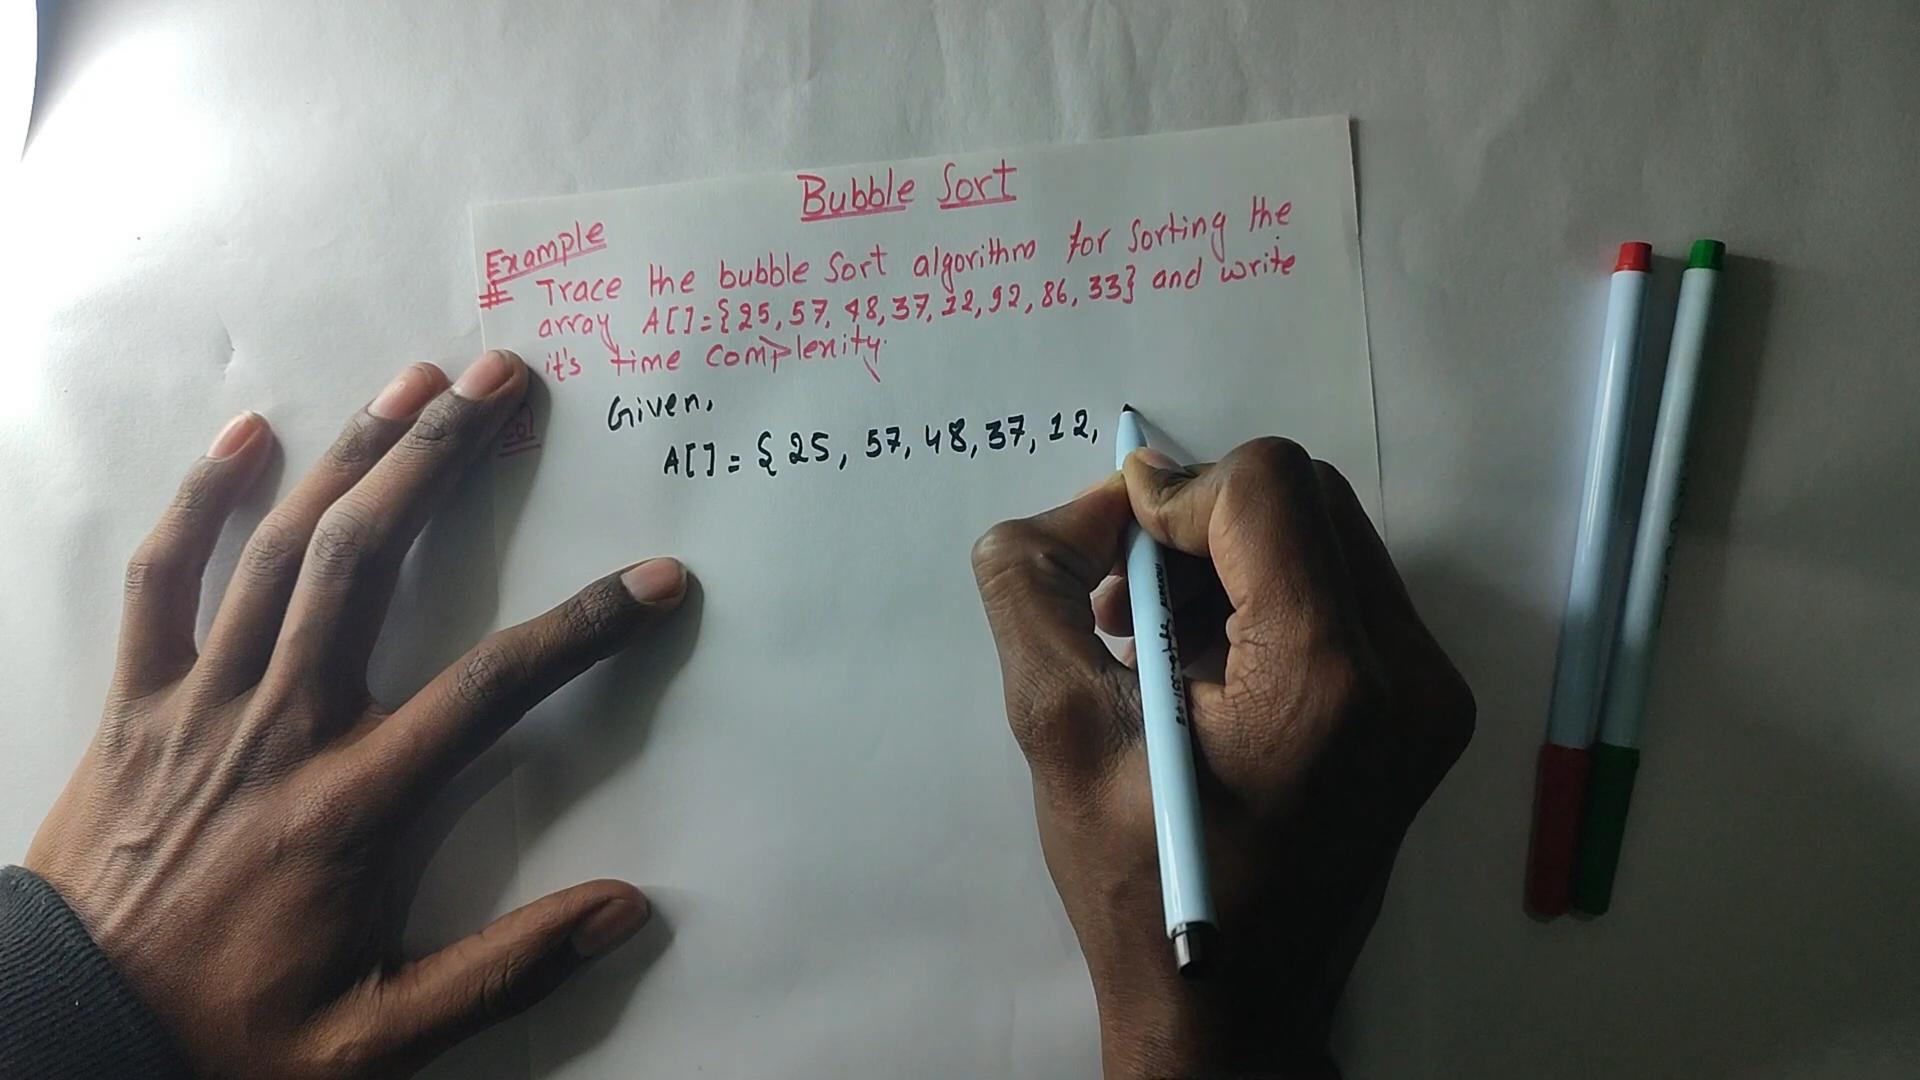 Bubble Sort
Example
# Trace the bubble sort algorithm for sorting the
array A[]={25,57,48,37,12,92,86,33} and write
it's time complexity.
Sol
Given,
A[] = { 25, 57, 48, 37, 12,